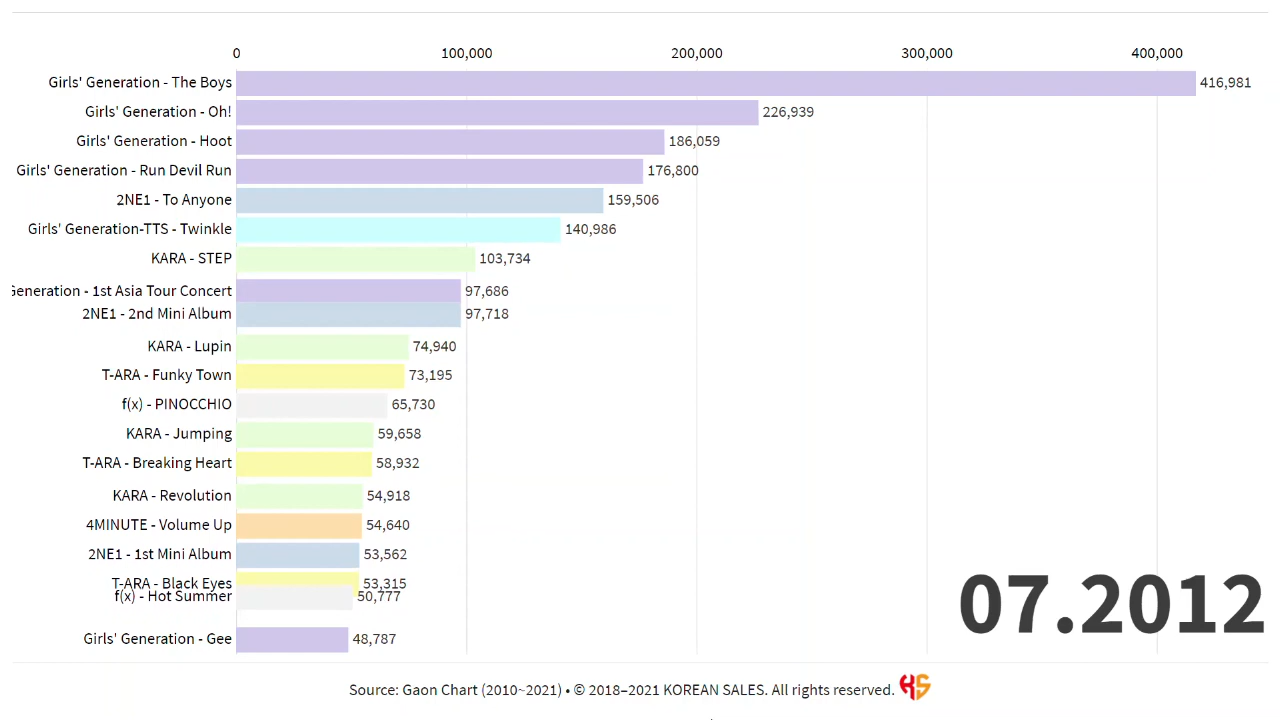 0 100,000 200,000 300,000 400,000
Girls' Generation - The Boys 416,981
Girls' Generation - Oh! 226,939
Girls' Generation - Hoot 186,059
Girls' Generation - Run Devil Run 176,800
2NE1 - To Anyone 159,506
Girls' Generation-TTS - Twinkle 140,986
KARA - STEP 103,734
Generation - 1st Asia Tour Concert 97,686
2NE1 - 2nd Mini Album 97,718
KARA - Lupin 74,940
T-ARA - Funky Town 73,195
f(x) - PINOCCHIO 65,730
KARA - Jumping 59,658
T-ARA - Breaking Heart 58,932
KARA - Revolution 54,918
4MINUTE - Volume Up 54,640
2NE1 - 1st Mini Album 53,562
T-ARA - Black Eyes 53,315
f(x) - Hot Summer 50,777
Girls' Generation - Gee 48,787
07.2012
Source: Gaon Chart (2010~2021) • © 2018–2021 KOREAN SALES. All rights reserved. KS